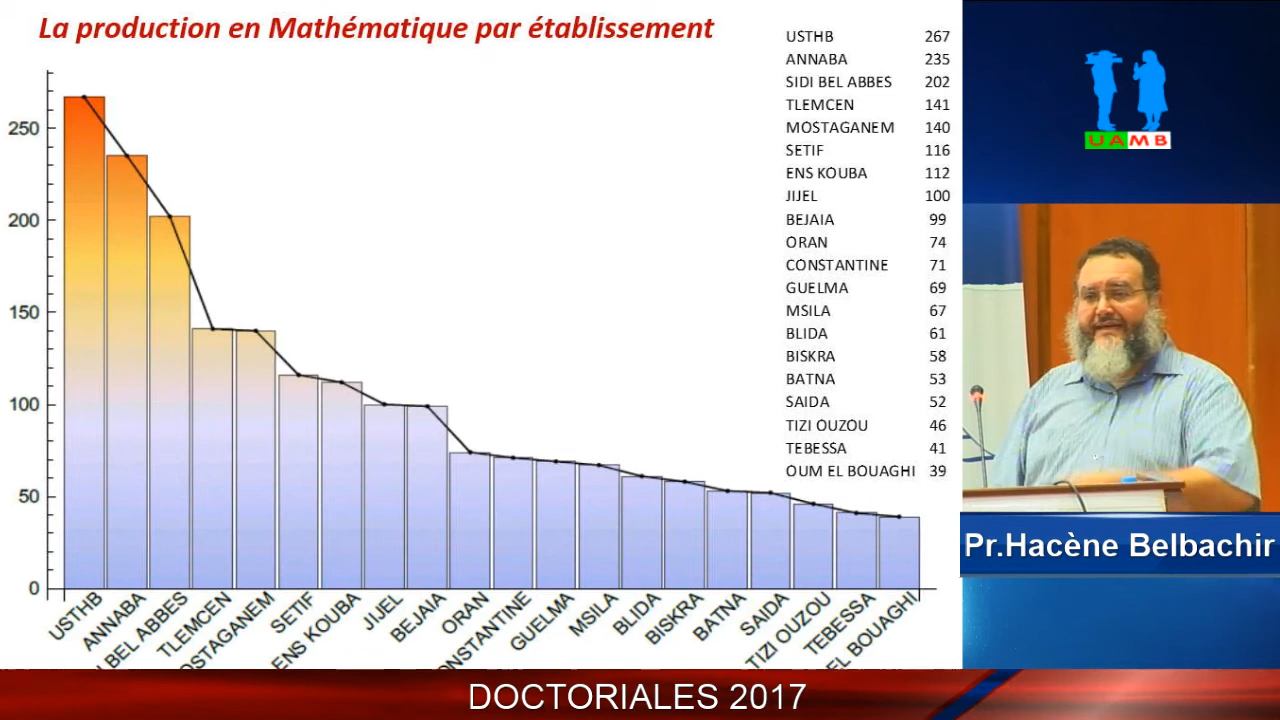 La production en Mathématique par établissement
USTHB 267
ANNABA 235
SIDI BEL ABBES 202
TLEMCEN 141
MOSTAGANEM 140
SETIF 116
ENS KOUBA 112
JIJEL 100
BEJAIA 99
ORAN 74
CONSTANTINE 71
GUELMA 69
MSILA 67
BLIDA 61
BISKRA 58
BATNA 53
SAIDA 52
TIZI OUZOU 46
TEBESSA 41
OUM EL BOUAGHI 39
250
200
150
100
50
0
USTHB
ANNABA
BEL ABBES
TLEMCEN
OSTAGANEM
SETIF
ENS KOUBA
JIJEL
BEJAIA
ORAN
ONSTANTINE
GUELMA
MSILA
BLIDA
BISKRA
BATNA
SAIDA
TIZI OUZOU
TEBESSA
EL BOUAGHI
UAMB
Pr.Hacène Belbachir
DOCTORIALES 2017